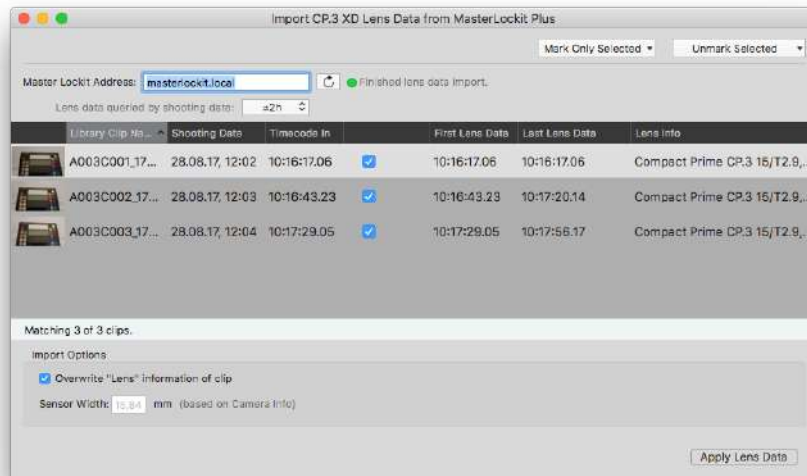 Import CP.3 XD Lens Data from MasterLockit Plus
Mark Only Selected
Unmark Selected
Master Lockit Address: masterlockit.local
Finished lens data import.
Lens data queried by shooting date: ±2h
Library Clip Na... Shooting Date Timecode In First Lens Data Last Lens Data Lens Info
A003C001_17... 28.08.17, 12:02 10:16:17.06 10:16:17.06 10:16:17.06 Compact Prime CP.3 15/T2.9,..
A003C002_17... 28.08.17, 12:03 10:16:43.23 10:16:43.23 10:17:20.14 Compact Prime CP.3 15/T2.9,..
A003C003_17... 28.08.17, 12:04 10:17:29.05 10:17:29.05 10:17:56.17 Compact Prime CP.3 15/T2.9,..
Matching 3 of 3 clips.
Import Options
Overwrite "Lens" information of clip
Sensor Width: 15.84 mm (based on Camera Info)
Apply Lens Data